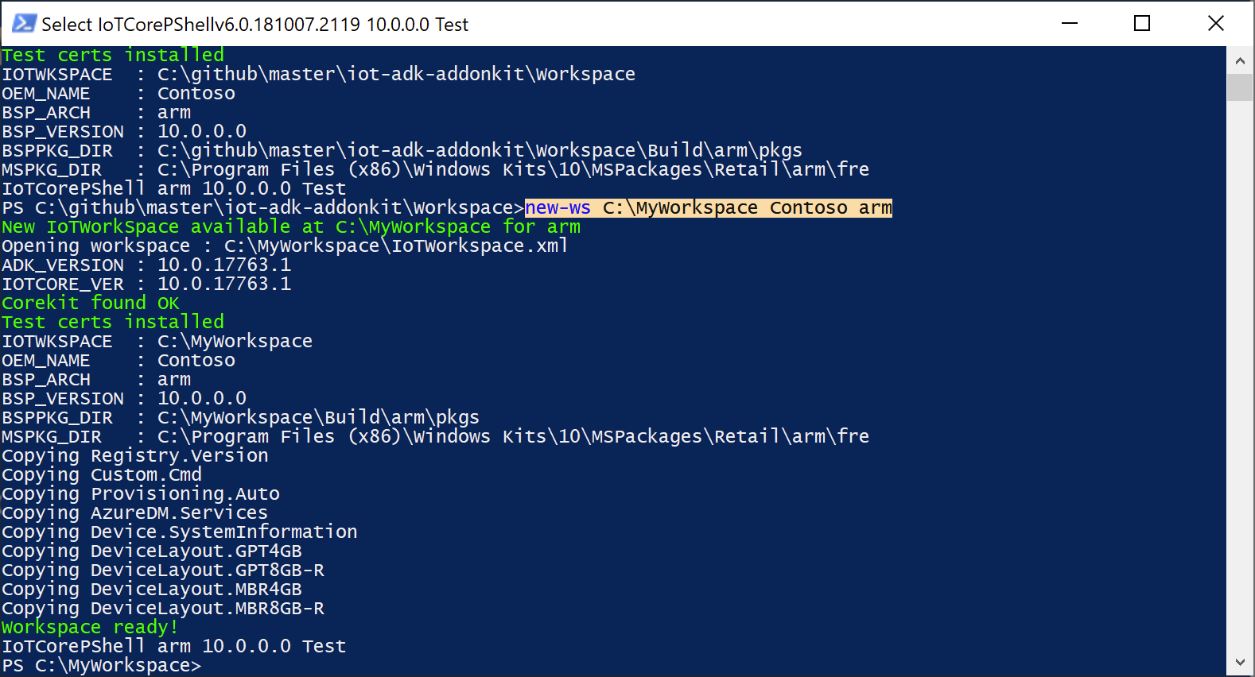 Select IoTCorePShellv6.0.181007.2119 10.0.0.0 Test
Test certs installed
IOTWKSPACE  : C:\github\master\iot-adk-addonkit\Workspace
OEM_NAME    : Contoso
BSP_ARCH    : arm
BSP_VERSION : 10.0.0.0
BSPPKG_DIR  : C:\github\master\iot-adk-addonkit\Workspace\Build\arm\pkgs
MSPKG_DIR   : C:\Program Files (x86)\Windows Kits\10\MSPackages\Retail\arm\fre
IoTCorePShell arm 10.0.0.0 Test
PS C:\github\master\iot-adk-addonkit\Workspace>new-ws C:\MyWorkspace Contoso arm
New IoTWorkSpace available at C:\MyWorkspace for arm
Opening workspace : C:\MyWorkspace\IoTWorkspace.xml
ADK_VERSION : 10.0.17763.1
IOTCORE_VER : 10.0.17763.1
Corekit found OK
Test certs installed
IOTWKSPACE  : C:\MyWorkspace
OEM_NAME    : Contoso
BSP_ARCH    : arm
BSP_VERSION : 10.0.0.0
BSPPKG_DIR  : C:\MyWorkspace\Build\arm\pkgs
MSPKG_DIR   : C:\Program Files (x86)\Windows Kits\10\MSPackages\Retail\arm\fre
Copying Registry.Version
Copying Custom.Cmd
Copying Provisioning.Auto
Copying AzureDM.Services
Copying Device.SystemInformation
Copying DeviceLayout.GPT4GB
Copying DeviceLayout.GPT8GB-R
Copying DeviceLayout.MBR4GB
Copying DeviceLayout.MBR8GB-R
Workspace ready!
IoTCorePShell arm 10.0.0.0 Test
PS C:\MyWorkspace>